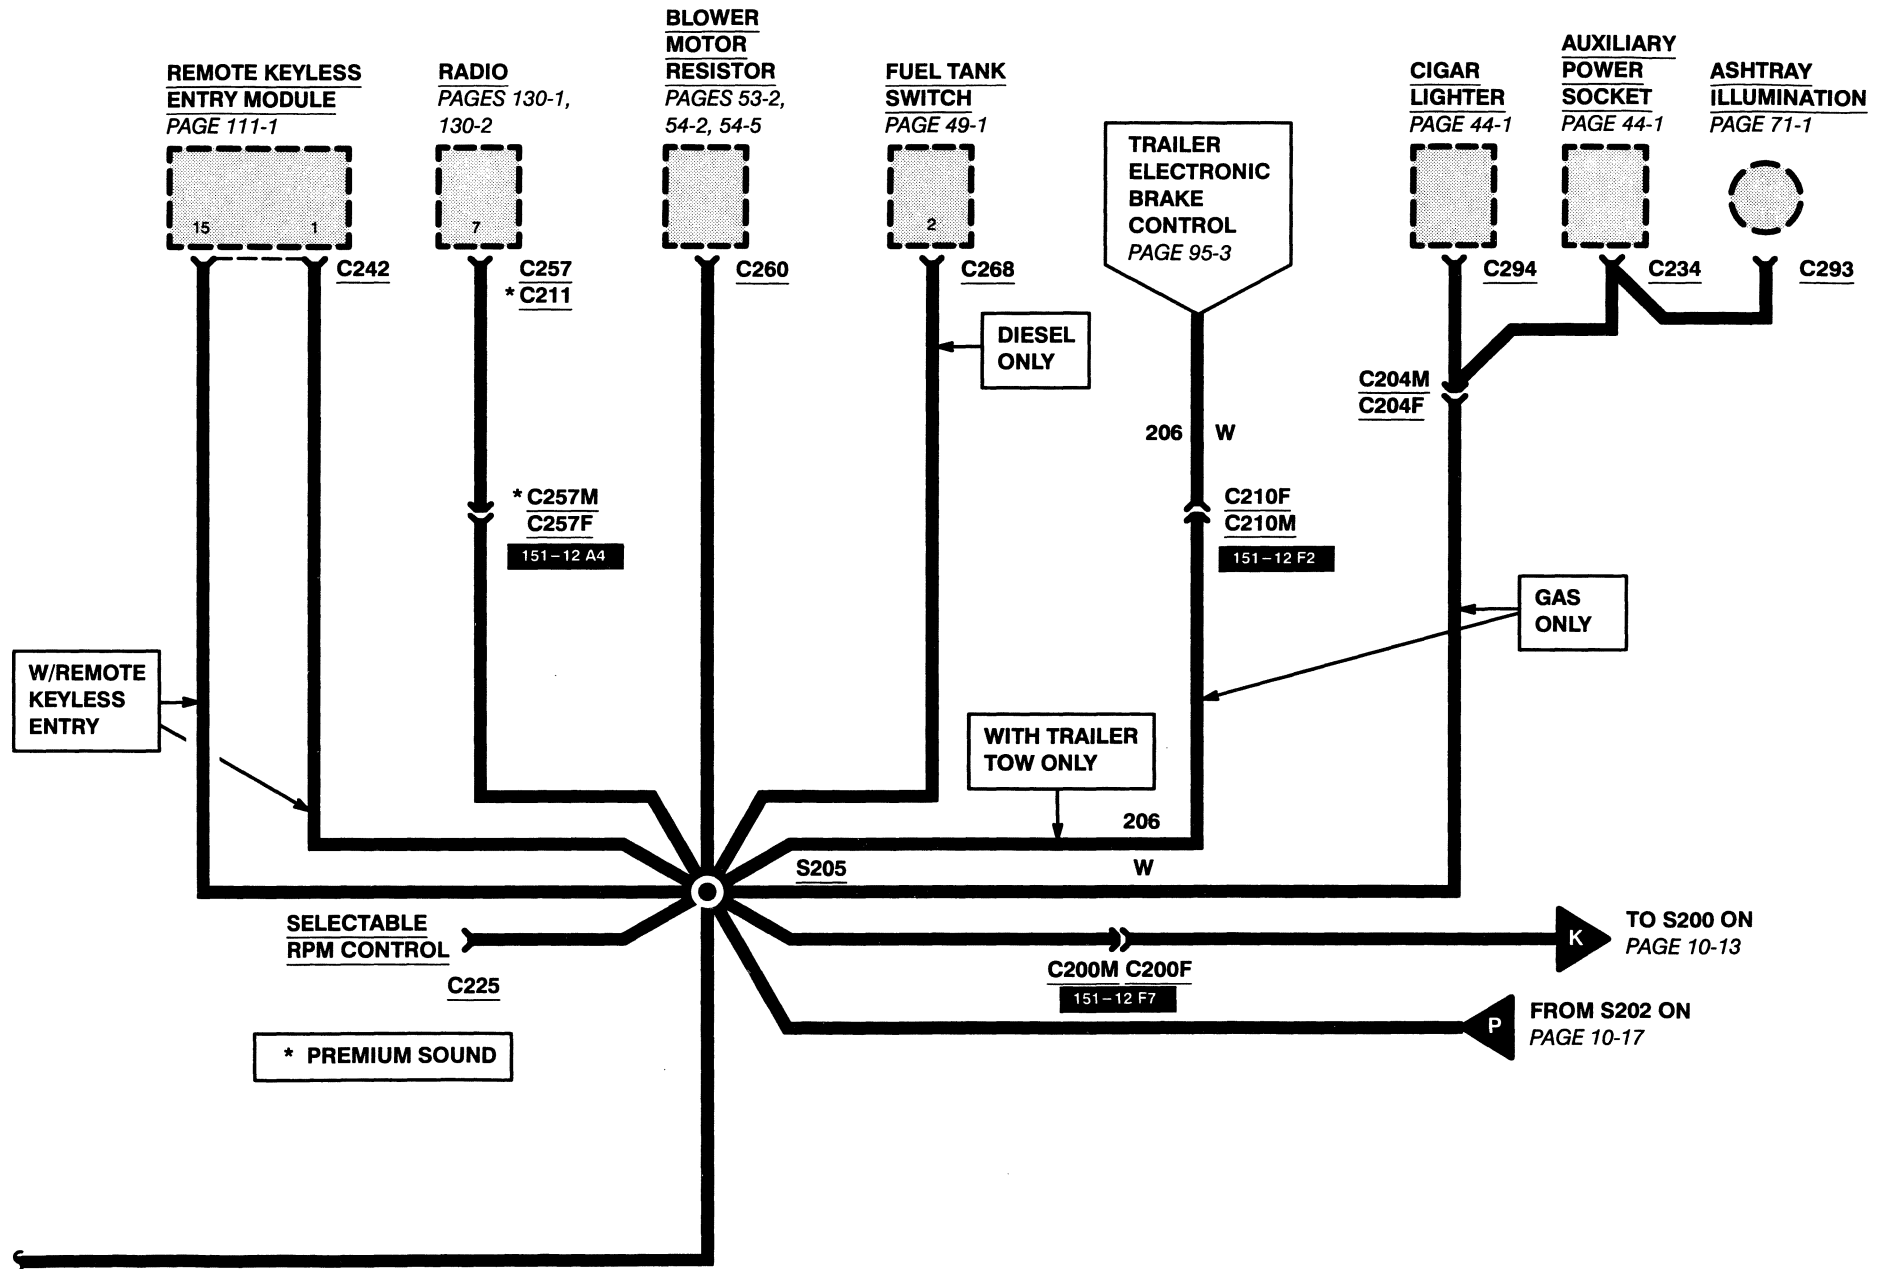 REMOTE KEYLESS
ENTRY MODULE
PAGE 111-1
15
1
C242
RADIO
PAGES 130-1,
130-2
7
C257
* C211
BLOWER
MOTOR
RESISTOR
PAGES 53-2,
54-2, 54-5
C260
FUEL TANK
SWITCH
PAGE 49-1
2
C268
TRAILER
ELECTRONIC
BRAKE
CONTROL
PAGE 95-3
CIGAR
LIGHTER
PAGE 44-1
C294
AUXILIARY
POWER
SOCKET
PAGE 44-1
C234
ASHTRAY
ILLUMINATION
PAGE 71-1
C293
DIESEL
ONLY
C204M
C204F
206 W
* C257M
C257F
151-12 A4
C210F
C210M
151-12 F2
GAS
ONLY
W/REMOTE
KEYLESS
ENTRY
WITH TRAILER
TOW ONLY
206
W
S205
SELECTABLE
RPM CONTROL
C225
C200M C200F
151-12 F7
K
TO S200 ON
PAGE 10-13
P
FROM S202 ON
PAGE 10-17
* PREMIUM SOUND